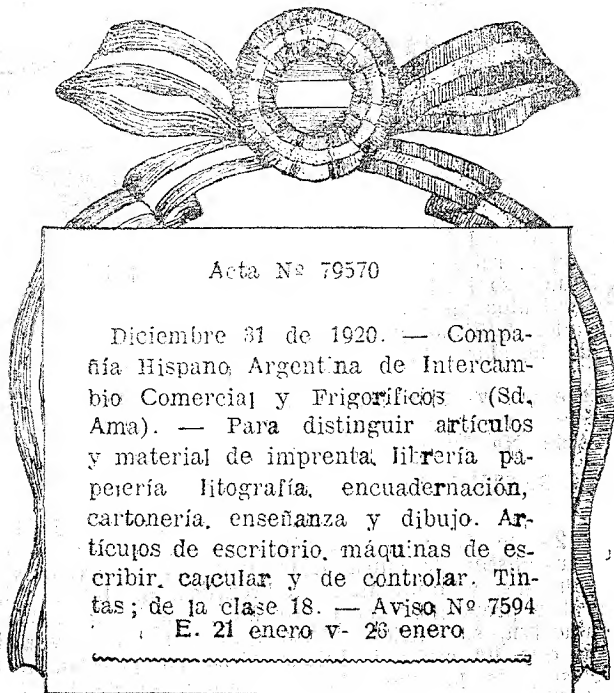 Acta Nº 79570
Diciembre 31 de 1920. — Compa-
ñía Hispano Argentina de Intercam-
bio Comercial y Frigoríficos (Sd,
Ama). — Para distinguir artículos
y material de imprenta, librería pa-
pelería litografía, encuadernación,
cartonería, enseñanza y dibujo. Ar-
tículos de escritorio, máquinas de es-
cribir, calcular y de controlar. Tin-
tas; de la clase 18. — Aviso Nº 7594
E. 21 enero v- 26 enero